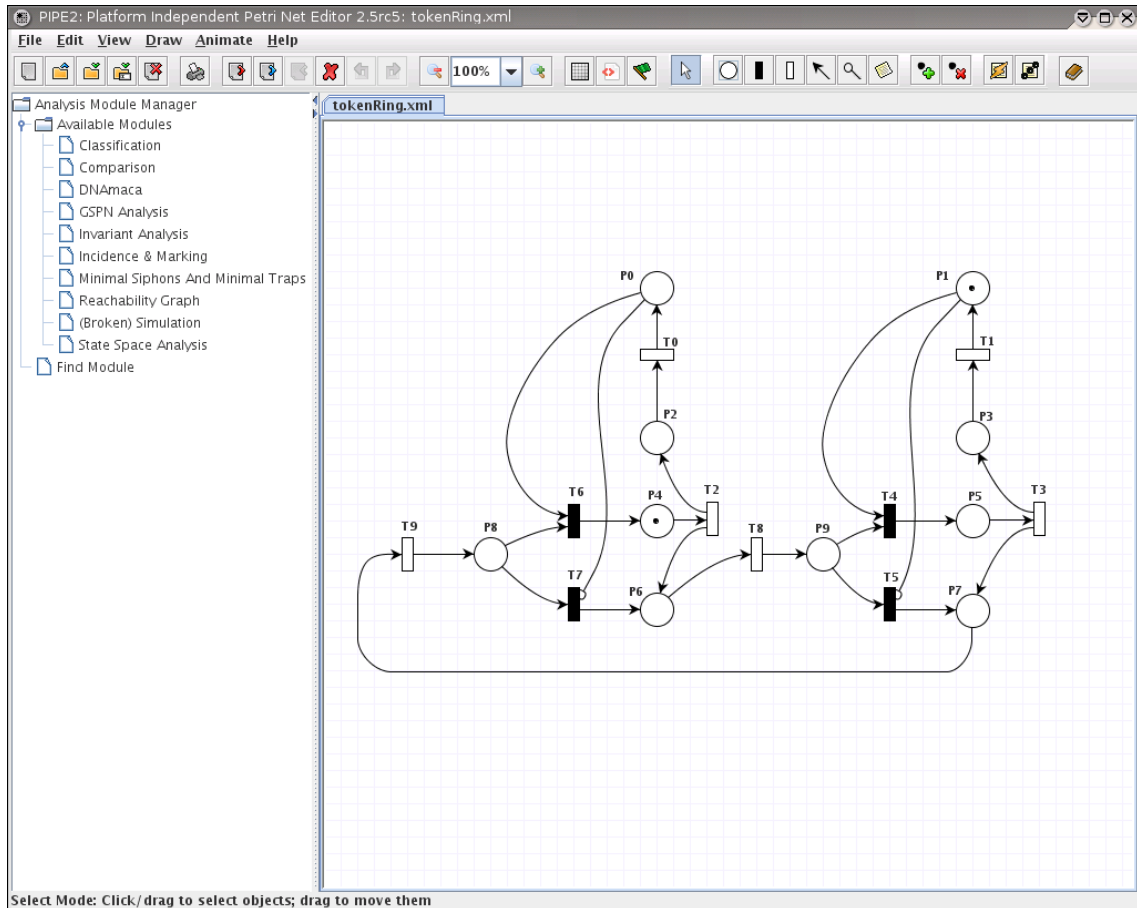 PIPE2: Platform Independent Petri Net Editor 2.5rc5: tokenRing.xml
File Edit View Draw Animate Help
100%
Analysis Module Manager
Available Modules
Classification
Comparison
DNAmaca
GSPN Analysis
Invariant Analysis
Incidence & Marking
Minimal Siphons And Minimal Traps
Reachability Graph
(Broken) Simulation
State Space Analysis
Find Module
tokenRing.xml
P0 P1
T0 T1
P2 P3
T6 P4 T2 T4 P5 T3
T9 P8 T8 P9
T7 P6 T5 P7
Select Mode: Click/drag to select objects; drag to move them